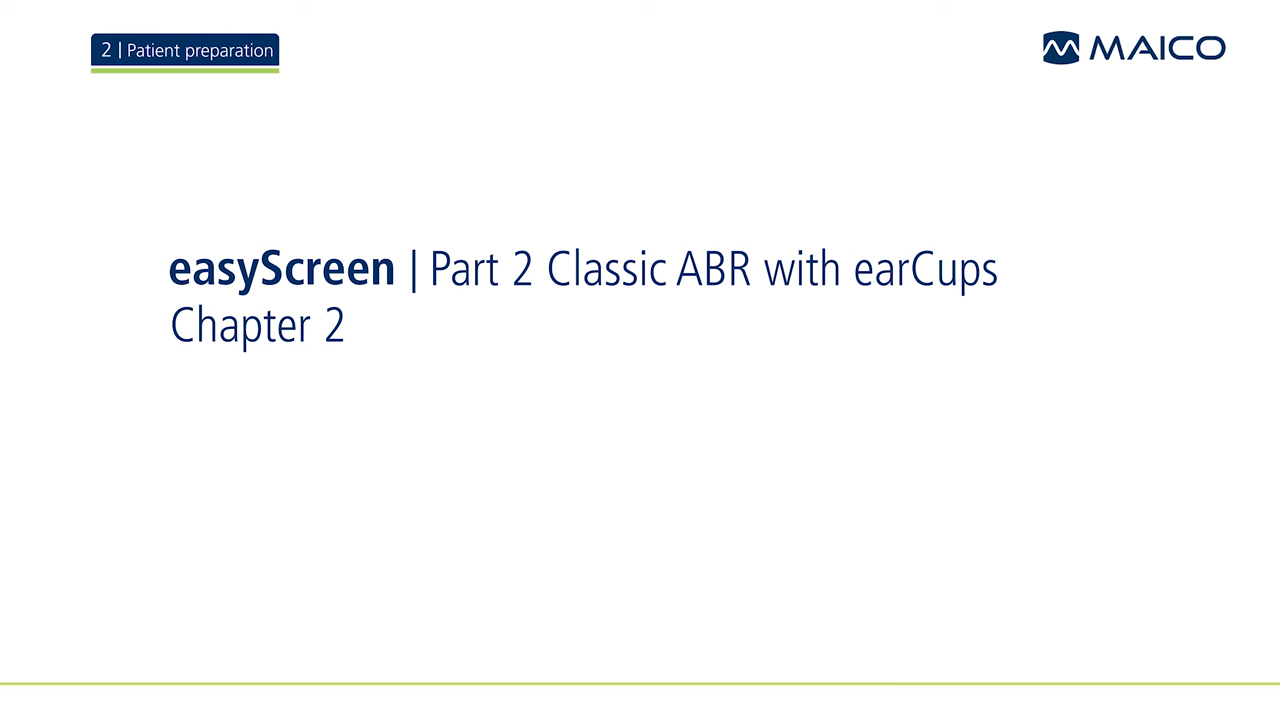 2 | Patient preparation
MAICO
easyScreen | Part 2 Classic ABR with earCups
Chapter 2